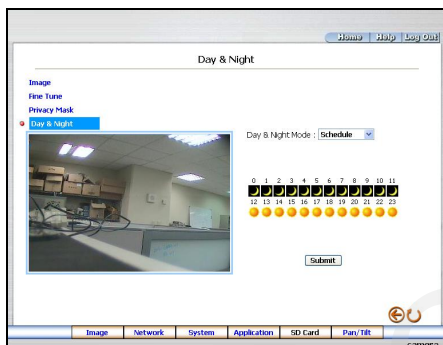 Home Help Log Out
Day & Night
Image
Fine Tune
Privacy Mask
Day & Night
Day & Night Mode : Schedule
0 1 2 3 4 5 6 7 8 9 10 11
12 13 14 15 16 17 18 19 20 21 22 23
Submit
Image Network System Application SD Card Pan/Tilt
camera